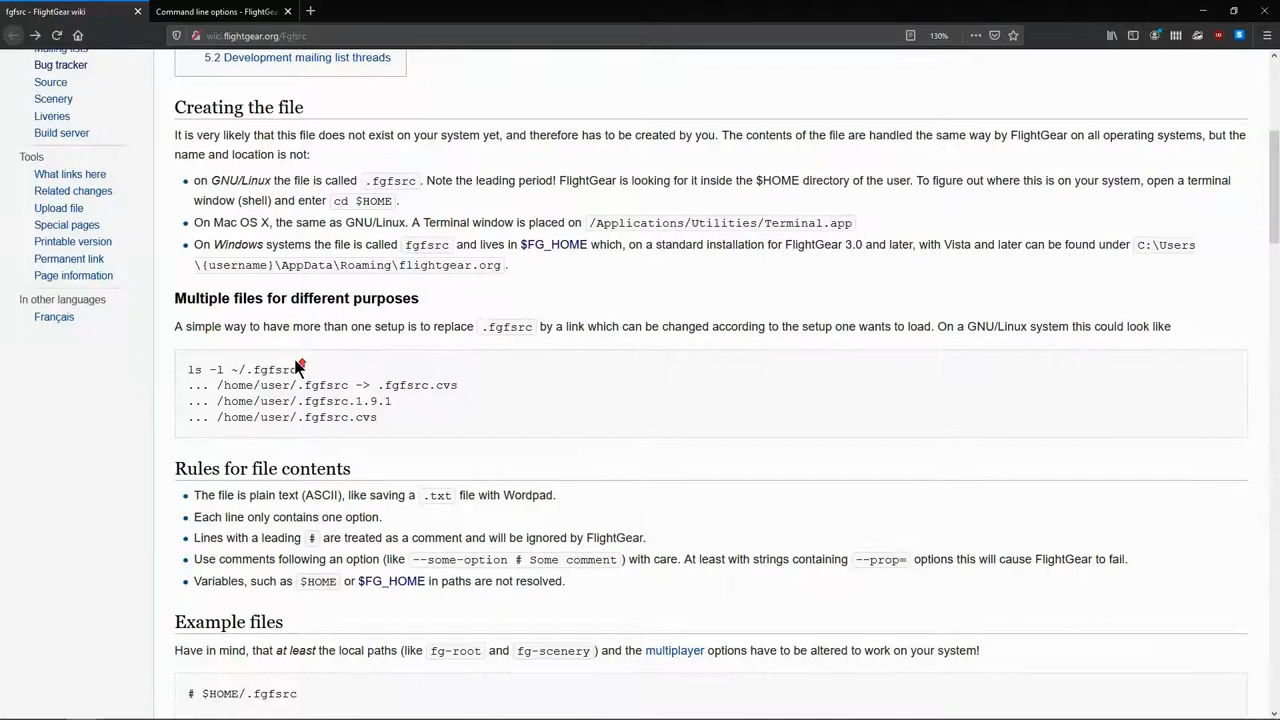 fgfsrc - FlightGear wiki
Command line options - FlightGe
wiki.flightgear.org/Fgfsrc
130%
Mailing lists
Bug tracker
Source
Scenery
Liveries
Build server
Tools
What links here
Related changes
Upload file
Special pages
Printable version
Permanent link
Page information
In other languages
Français
5.2 Development mailing list threads
Creating the file
It is very likely that this file does not exist on your system yet, and therefore has to be created by you. The contents of the file are handled the same way by FlightGear on all operating systems, but the
name and location is not:
on GNU/Linux the file is called .fgfsrc. Note the leading period! FlightGear is looking for it inside the $HOME directory of the user. To figure out where this is on your system, open a terminal
window (shell) and enter cd $HOME.
On Mac OS X, the same as GNU/Linux. A Terminal window is placed on /Applications/Utilities/Terminal.app
On Windows systems the file is called fgfsrc and lives in $FG_HOME which, on a standard installation for FlightGear 3.0 and later, with Vista and later can be found under C:\Users
\{username}\AppData\Roaming\flightgear.org.
Multiple files for different purposes
A simple way to have more than one setup is to replace .fgfsrc by a link which can be changed according to the setup one wants to load. On a GNU/Linux system this could look like
ls -l ~/.fgfsrc
... /home/user/.fgfsrc -> .fgfsrc.cvs
... /home/user/.fgfsrc.1.9.1
... /home/user/.fgfsrc.cvs
Rules for file contents
The file is plain text (ASCII), like saving a .txt file with Wordpad.
Each line only contains one option.
Lines with a leading # are treated as a comment and will be ignored by FlightGear.
Use comments following an option (like --some-option # Some comment) with care. At least with strings containing --prop= options this will cause FlightGear to fail.
Variables, such as $HOME or $FG_HOME in paths are not resolved.
Example files
Have in mind, that at least the local paths (like fg-root and fg-scenery) and the multiplayer options have to be altered to work on your system!
# $HOME/.fgfsrc